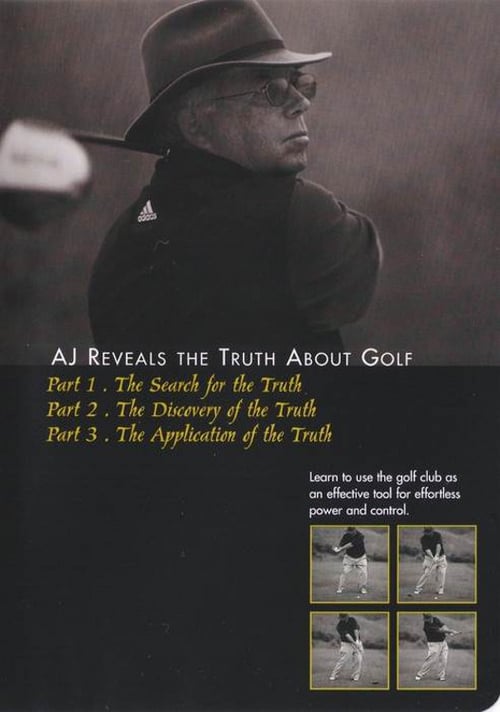 adidas
AJ Reveals the Truth About Golf
Part 1 . The Search for the Truth
Part 2 . The Discovery of the Truth
Part 3 . The Application of the Truth
Learn to use the golf club as
an effective tool for effortless
power and control.